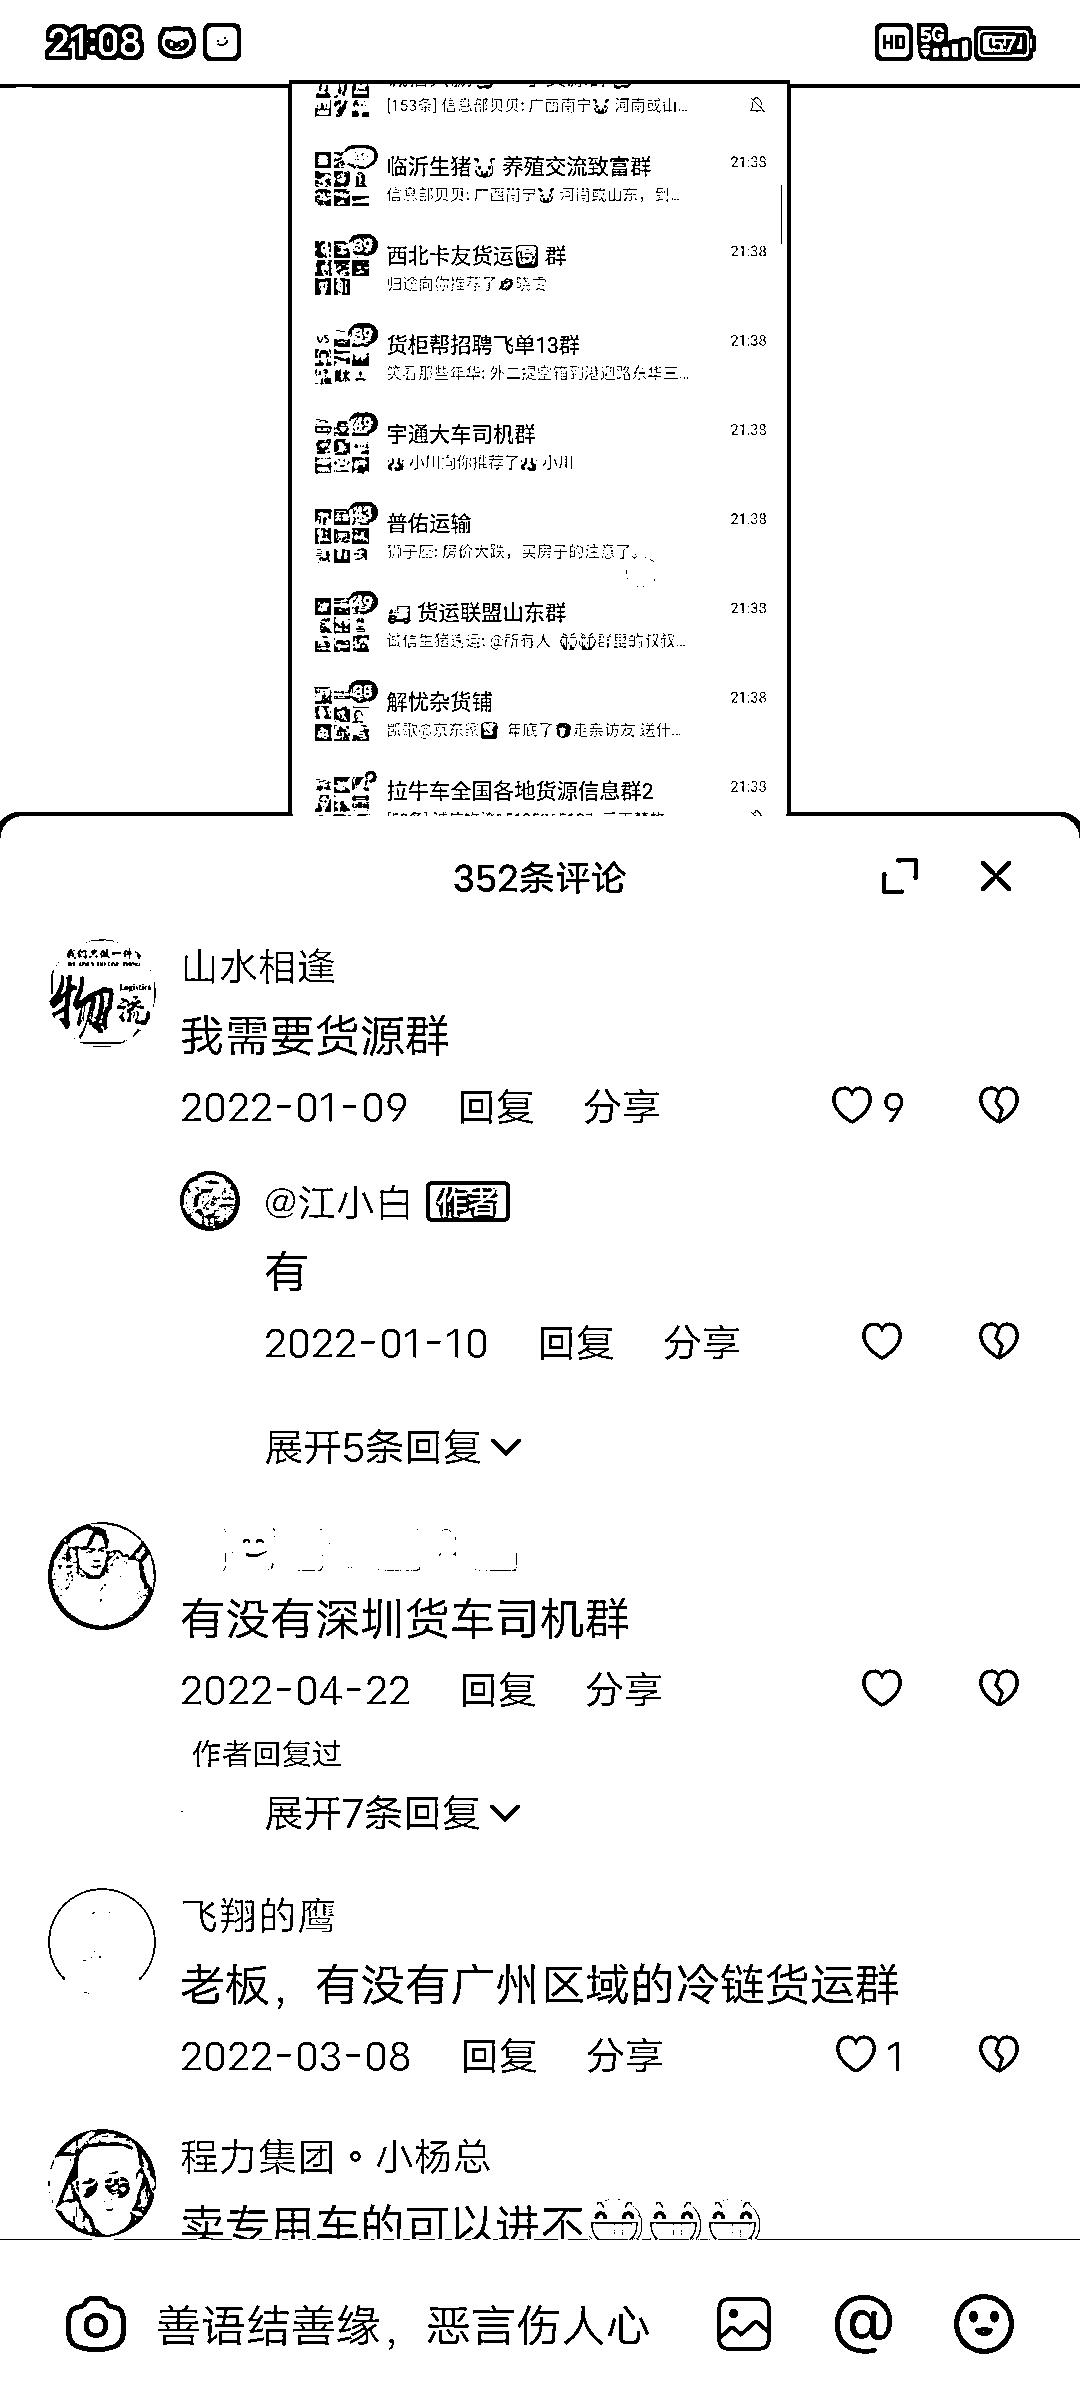 21:08 HD 5G 57
[153条] 信息部贝贝: 广西南宁 河南或山...
临沂生猪 养殖交流致富群 21:38
信息部贝贝: 广西南宁 河南或山东，到...
西北卡友货运 群 21:38
归途向你推荐了
货柜帮招聘飞单13群 21:38
笑看那些年华: 外二提空箱到港迎路东华三...
宇通大车司机群 21:38
小川向你推荐了 小川
普佑运输 21:38
狮子座: 房价大跌，买房子的注意了。
货运联盟山东群 21:38
诚信生猪 : @所有人 群里的叔叔...
解忧杂货铺 21:38
凯歌@京东 年底了 走亲访友 送什...
拉牛车全国各地货源信息群2 21:38
352条评论
我们只做一件
物流 Logistics
山水相逢
我需要货源群
2022-01-09 回复 分享 9
@江小白 作者
有
2022-01-10 回复 分享
展开5条回复
有没有深圳货车司机群
2022-04-22 回复 分享
作者回复过
展开7条回复
飞翔的鹰
老板，有没有广州区域的冷链货运群
2022-03-08 回复 分享 1
程力集团。小杨总
卖专用车的可以进不
善语结善缘，恶言伤人心